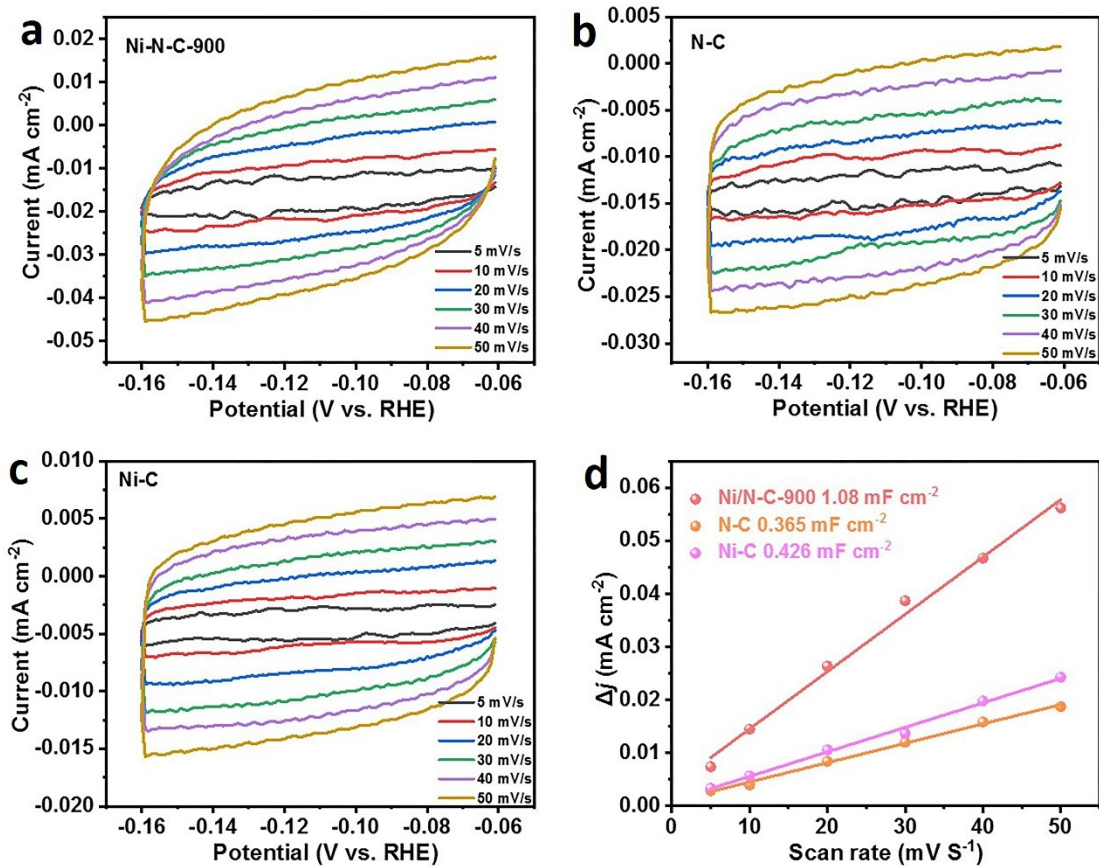 a
Ni-N-C-900
Current (mA cm-2)
0.02
0.01
0.00
-0.01
-0.02
-0.03
-0.04
-0.05
5 mV/s
10 mV/s
20 mV/s
30 mV/s
40 mV/s
50 mV/s
-0.16 -0.14 -0.12 -0.10 -0.08 -0.06
Potential (V vs. RHE)
b
N-C
Current (mA cm-2)
0.000
-0.005
-0.010
-0.015
-0.020
-0.025
-0.030
5 mV/s
10 mV/s
20 mV/s
30 mV/s
40 mV/s
50 mV/s
-0.16 -0.14 -0.12 -0.10 -0.08 -0.06
Potential (V vs. RHE)
c
Ni-C
Current (mA cm-2)
0.010
0.005
0.000
-0.005
-0.010
-0.015
-0.020
5 mV/s
10 mV/s
20 mV/s
30 mV/s
40 mV/s
50 mV/s
-0.16 -0.14 -0.12 -0.10 -0.08 -0.06
Potential (V vs. RHE)
d
Ni/N-C-900 1.08 mF cm-2
N-C 0.365 mF cm-2
Ni-C 0.426 mF cm-2
Δj (mA cm-2)
0.06
0.05
0.04
0.03
0.02
0.01
0.00
0 10 20 30 40 50
Scan rate (mV S-1)